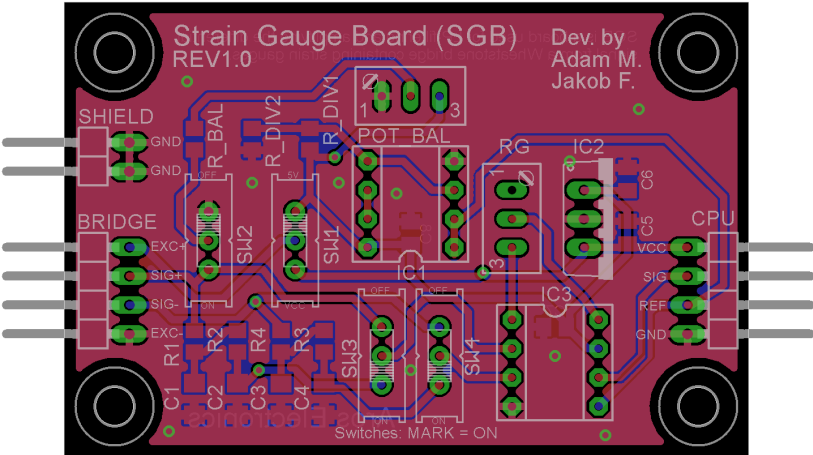 Strain Gauge Board (SGB)
REV1.0
Dev. by
Adam M.
Jakob F.
SHIELD
GND
GND
R_BAL
R_DIV2
R_DIV1
1
3
POT_BAL
RG
1
3
IC2
C6
C5
BRIDGE
EXC+
SIG+
SIG-
EXC-
OFF
SW2
ON
5V
SW1
VCC
IC1
CPU
VCC
SIG
REF
GND
R1
R2
R4
R3
C1
C2
C3
C4
OFF
SW3
ON
OFF
SW4
ON
IC3
Switches: MARK = ON